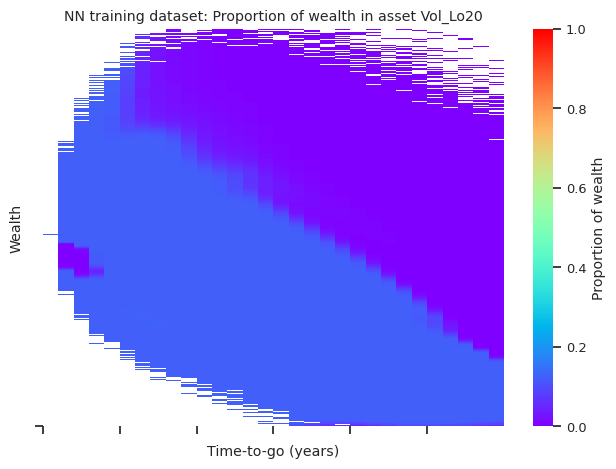 NN training dataset: Proportion of wealth in asset Vol_Lo20
Wealth
Time-to-go (years)
1.0
0.8
0.6
0.4
0.2
0.0
Proportion of wealth